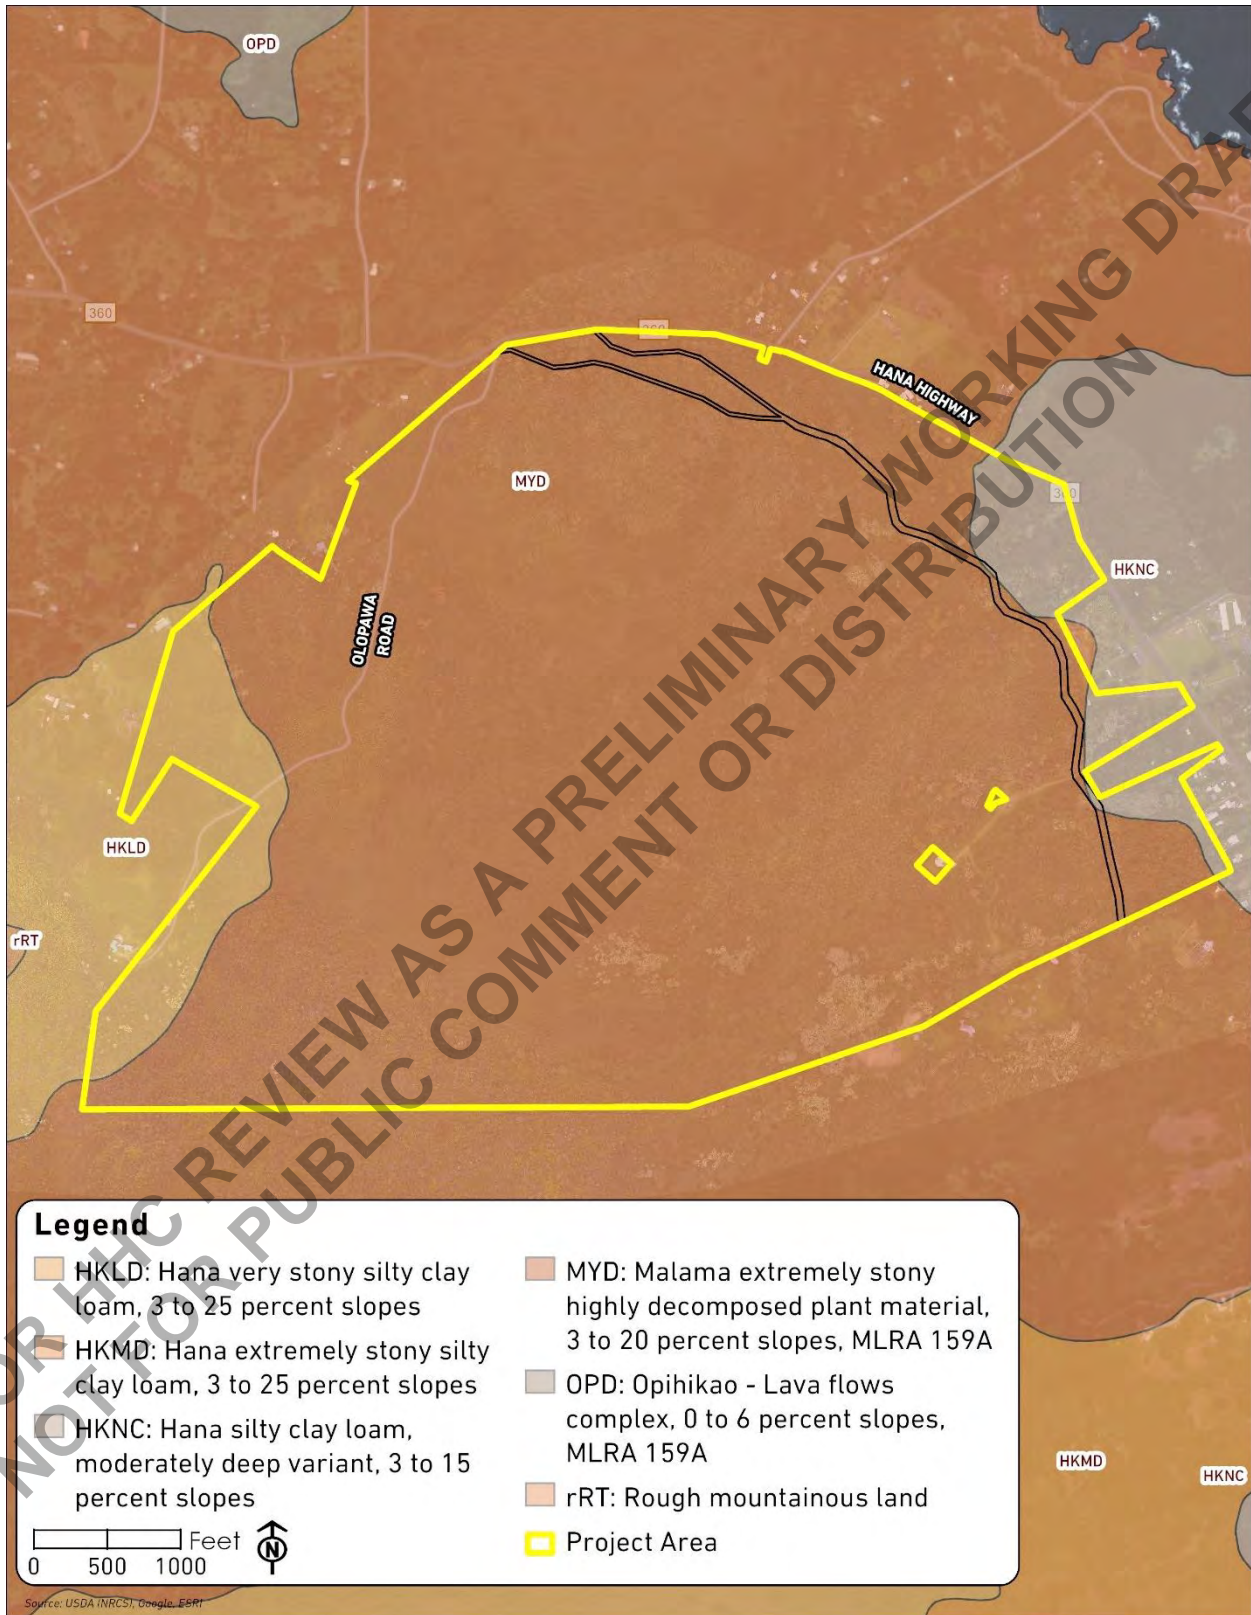 OPD
360
360
HANA HIGHWAY
MYD
360
HKNC
OLOPAWA
ROAD
HKLD
rRT
FOR HHC REVIEW AS A PRELIMINARY WORKING DRAFT
NOT FOR PUBLIC COMMENT OR DISTRIBUTION
Legend
HKLD: Hana very stony silty clay
loam, 3 to 25 percent slopes
HKMD: Hana extremely stony silty
clay loam, 3 to 25 percent slopes
HKNC: Hana silty clay loam,
moderately deep variant, 3 to 15
percent slopes
MYD: Malama extremely stony
highly decomposed plant material,
3 to 20 percent slopes, MLRA 159A
OPD: Opihikao - Lava flows
complex, 0 to 6 percent slopes,
MLRA 159A
rRT: Rough mountainous land
Project Area
Feet
0 500 1000
N
HKMD
HKNC
Source: USDA (NRCS), Google, ESRI